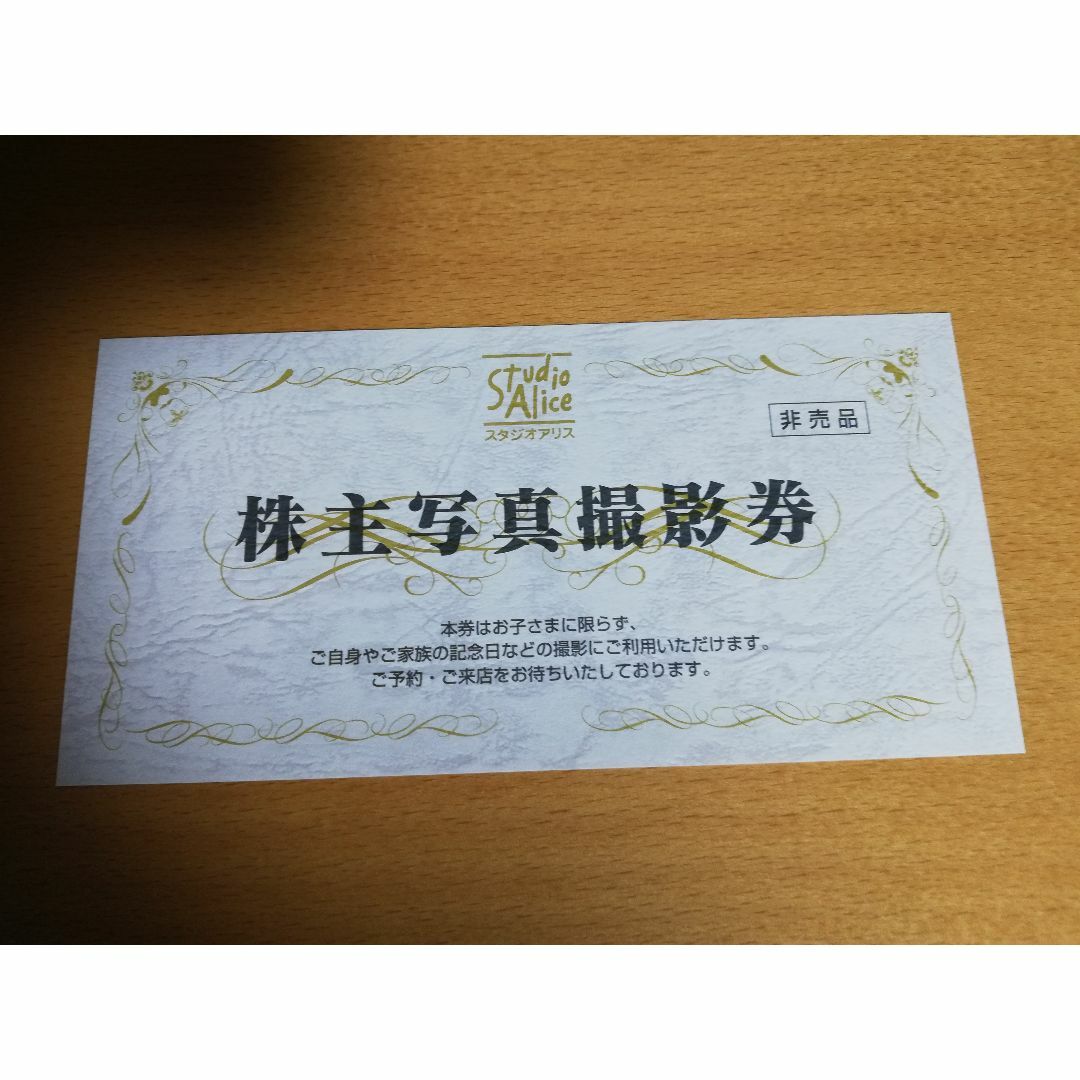 Studio
Alice
スタジオアリス
非売品
株主写真撮影券
本券はお子さまに限らず、
ご自身やご家族の記念日などの撮影にご利用いただけます。
ご予約・ご来店をお待ちいたしております。